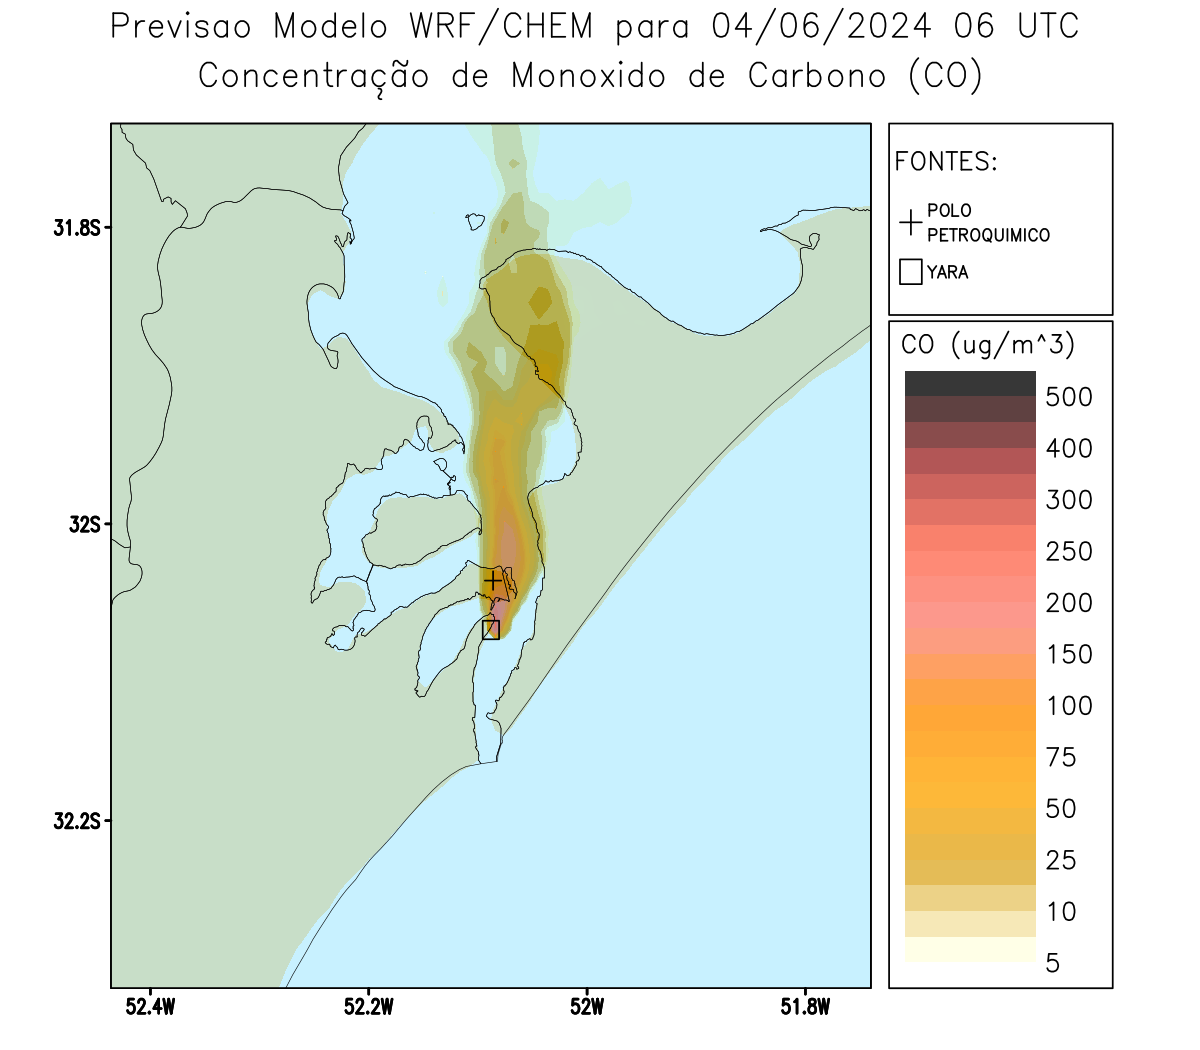 Previsao Modelo WRF/CHEM para 04/06/2024 06 UTC
Concentração de Monoxido de Carbono (CO)
FONTES:
POLO
PETROQUIMICO
YARA
CO (ug/m^3)
500
400
300
250
200
150
100
75
50
25
10
5
31.8S
32S
32.2S
52.4W
52.2W
52W
51.8W